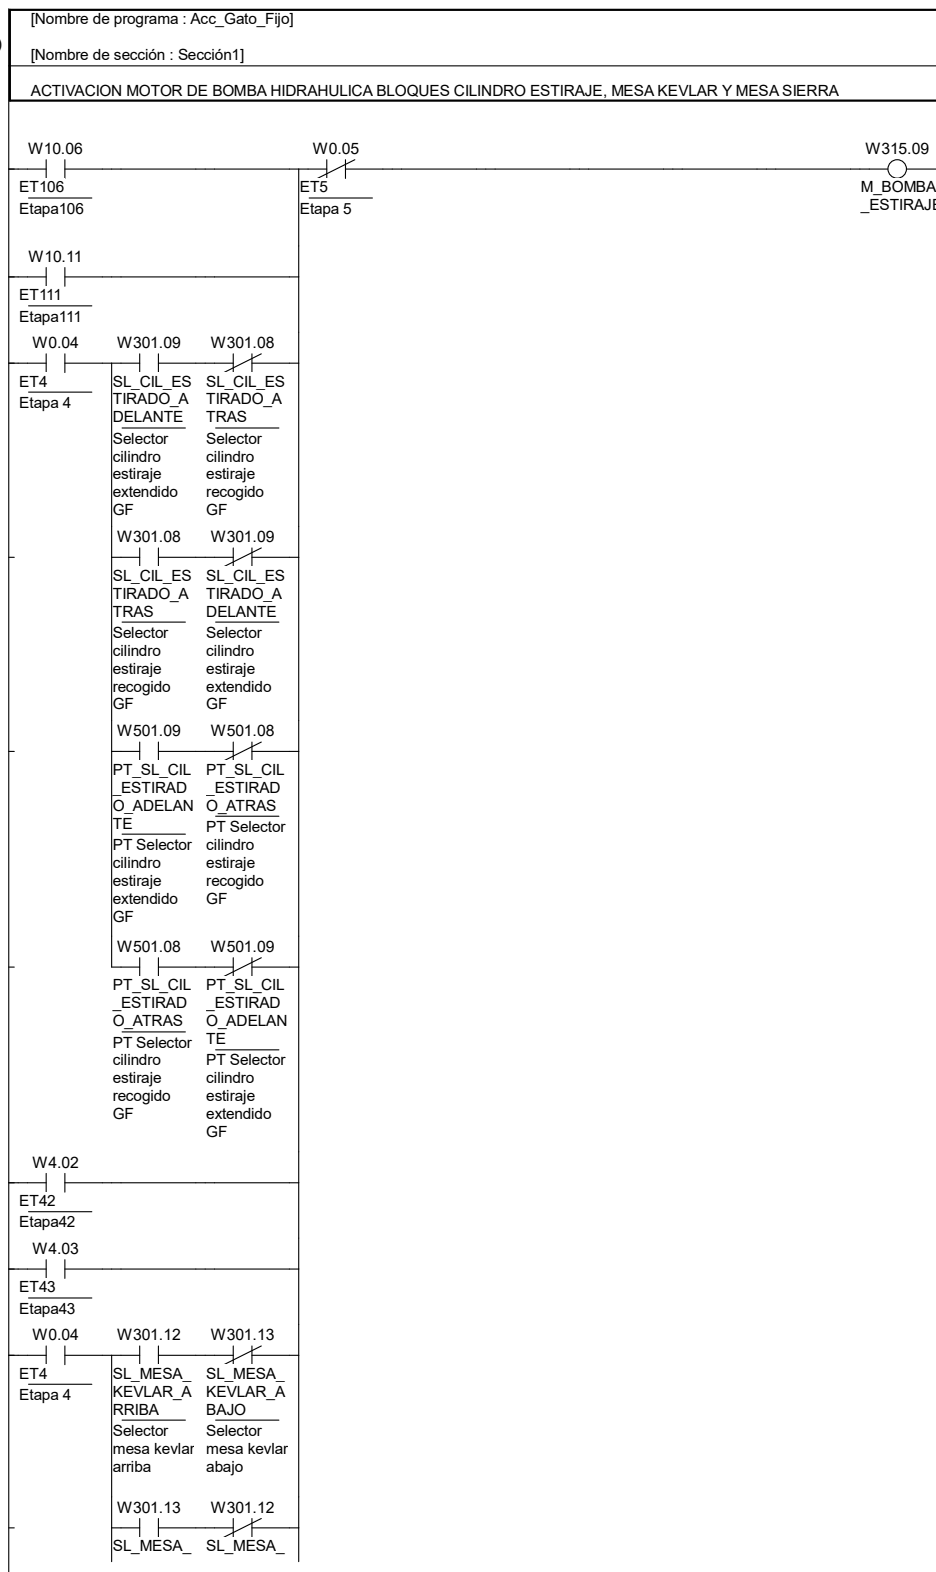 [Nombre de programa : Acc_Gato_Fijo]
[Nombre de sección : Sección1]
ACTIVACION MOTOR DE BOMBA HIDRAHULICA BLOQUES CILINDRO ESTIRAJE, MESA KEVLAR Y MESA SIERRA
W10.06 W0.05 W315.09
ET106 ET5 M_BOMBA
Etapa106 Etapa 5 _ESTIRAJE
W10.11
ET111
Etapa111
W0.04 W301.09 W301.08
ET4 SL_CIL_ES SL_CIL_ES
Etapa 4 TIRADO_A TIRADO_A
DELANTE TRAS
Selector Selector
cilindro cilindro
estiraje estiraje
extendido recogido
GF GF
W301.08 W301.09
SL_CIL_ES SL_CIL_ES
TIRADO_A TIRADO_A
TRAS DELANTE
Selector Selector
cilindro cilindro
estiraje estiraje
recogido extendido
GF GF
W501.09 W501.08
PT_SL_CIL PT_SL_CIL
_ESTIRAD _ESTIRAD
O_ADELAN O_ATRAS
TE PT Selector
PT Selector cilindro
cilindro estiraje
estiraje recogido
extendido GF
GF
W501.08 W501.09
PT_SL_CIL PT_SL_CIL
_ESTIRAD _ESTIRAD
O_ATRAS O_ADELAN
PT Selector TE
cilindro PT Selector
estiraje cilindro
recogido estiraje
GF extendido
GF
W4.02
ET42
Etapa42
W4.03
ET43
Etapa43
W0.04 W301.12 W301.13
ET4 SL_MESA_ SL_MESA_
Etapa 4 KEVLAR_A KEVLAR_A
RRIBA BAJO
Selector Selector
mesa kevlar mesa kevlar
arriba abajo
W301.13 W301.12
SL_MESA_ SL_MESA_